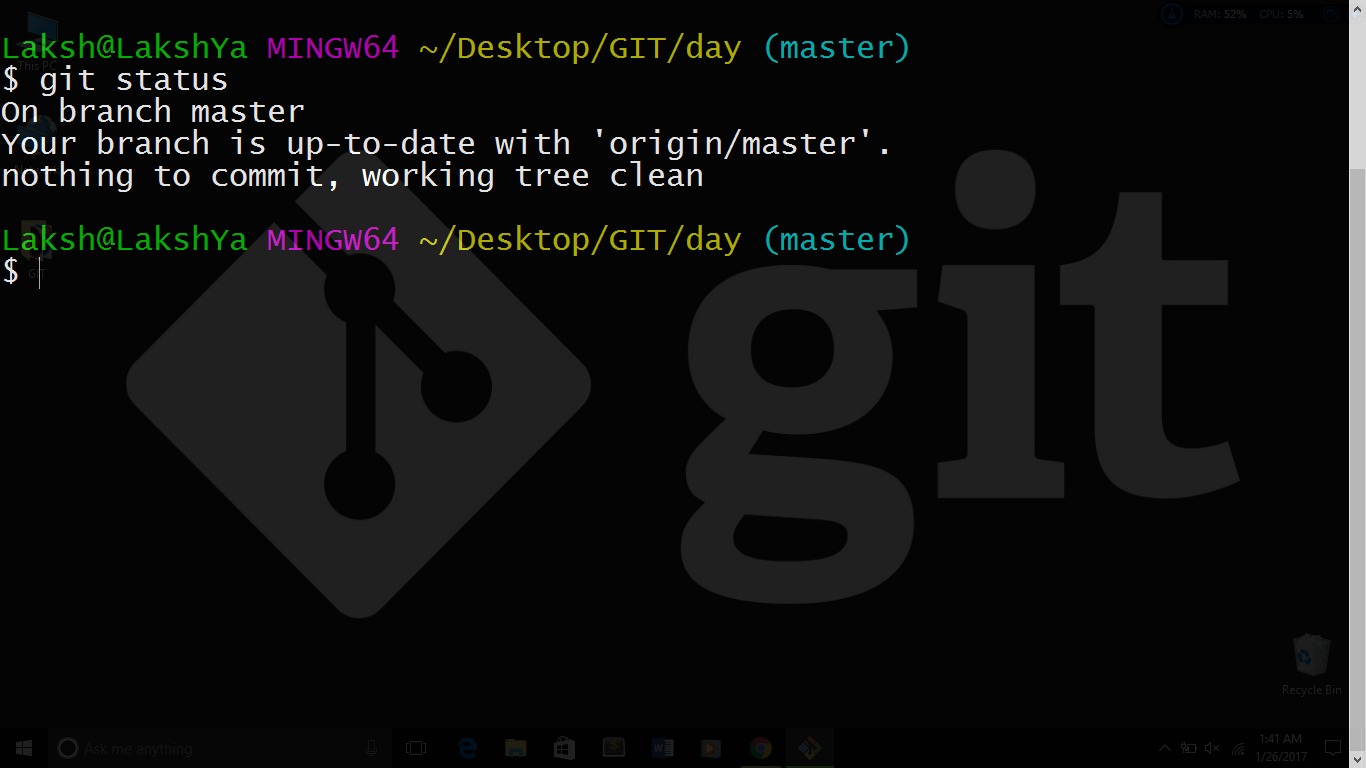 RAM: 52% CPU: 5%
Laksh@LakshYa MINGW64 ~/Desktop/GIT/day (master)
This PC
$ git status
On branch master
Your branch is up-to-date with 'origin/master'.
nothing to commit, working tree clean
Laksh@LakshYa MINGW64 ~/Desktop/GIT/day (master)
$
GIT
git
Recycle Bin
Ask me anything
1:41 AM
1/26/2017